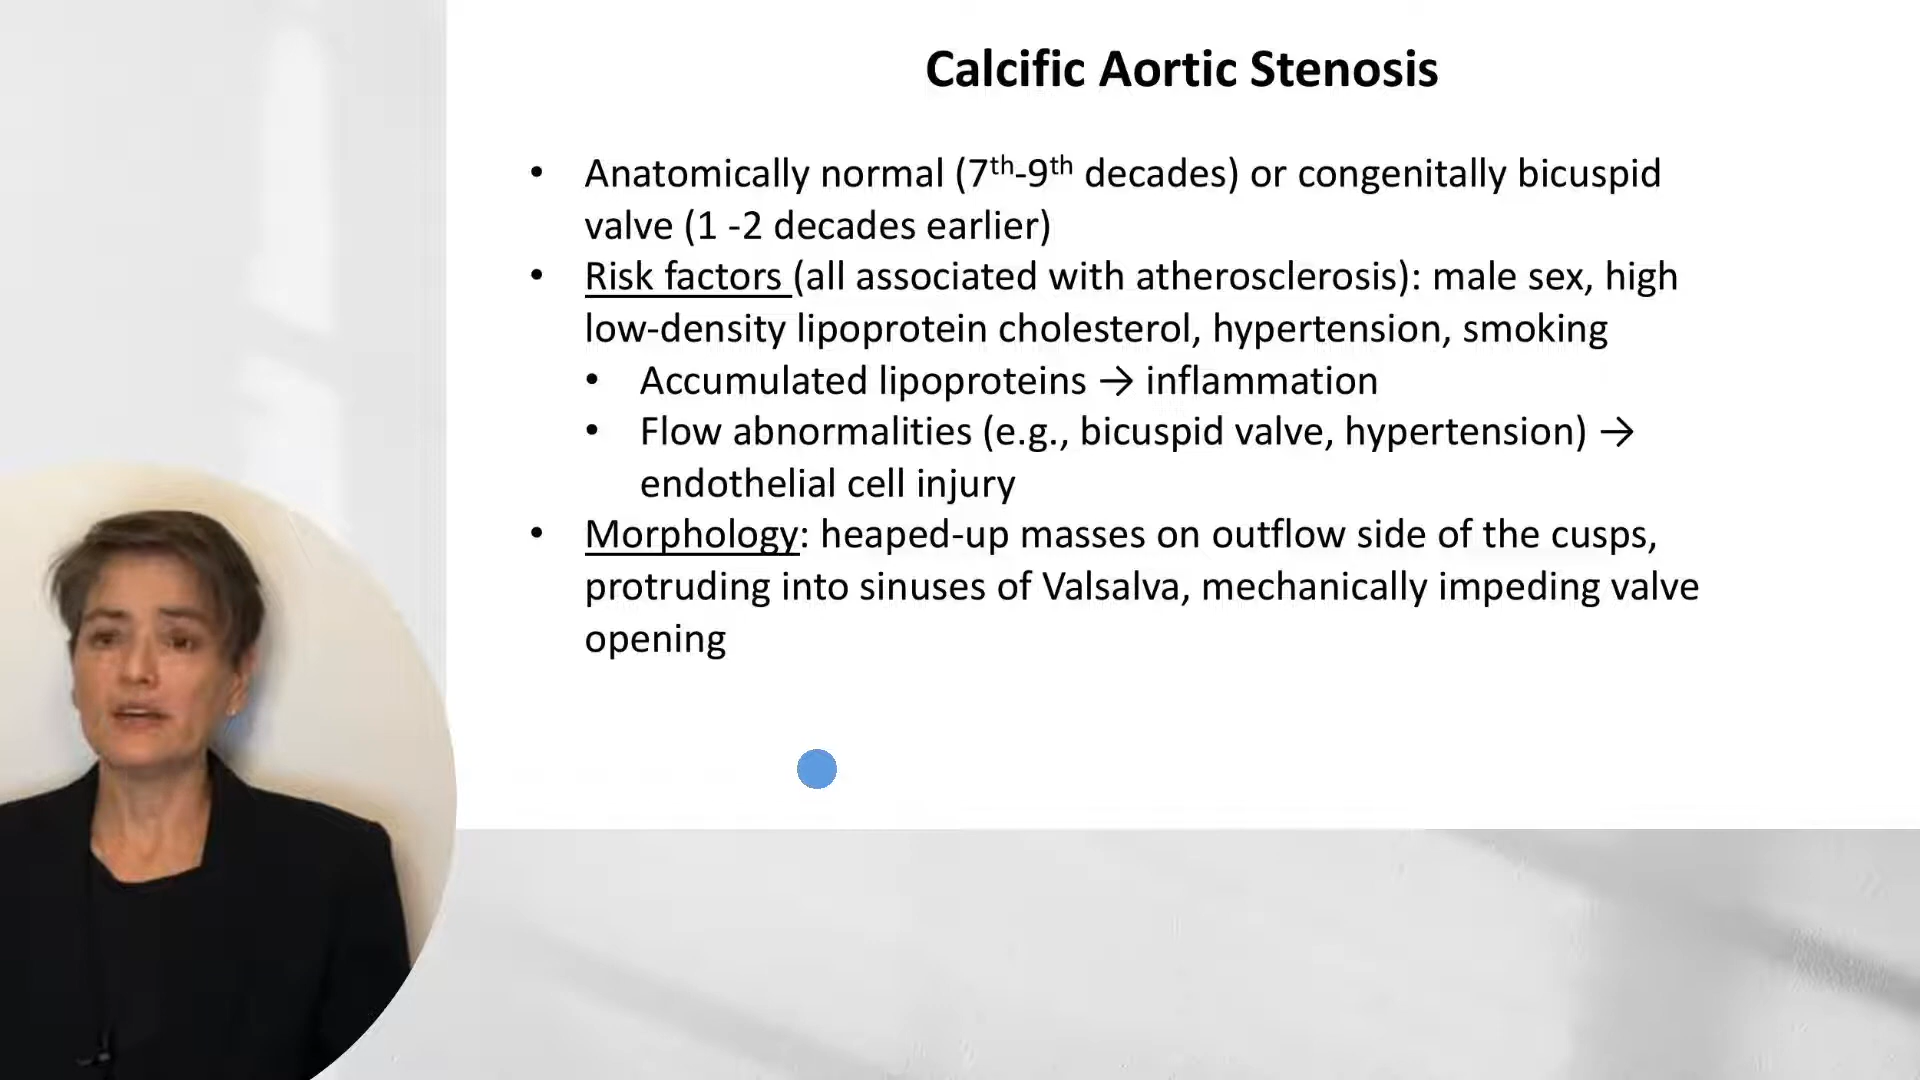 Calcific Aortic Stenosis
• Anatomically normal (7th-9th decades) or congenitally bicuspid
valve (1 -2 decades earlier)
• Risk factors (all associated with atherosclerosis): male sex, high
low-density lipoprotein cholesterol, hypertension, smoking
• Accumulated lipoproteins → inflammation
• Flow abnormalities (e.g., bicuspid valve, hypertension) →
endothelial cell injury
• Morphology: heaped-up masses on outflow side of the cusps,
protruding into sinuses of Valsalva, mechanically impeding valve
opening